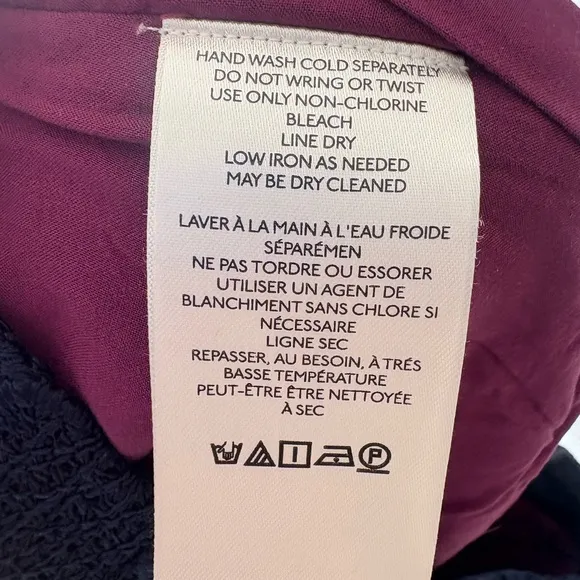 HAND WASH COLD SEPARATELY
DO NOT WRING OR TWIST
USE ONLY NON-CHLORINE
BLEACH
LINE DRY
LOW IRON AS NEEDED
MAY BE DRY CLEANED
LAVER À LA MAIN À L'EAU FROIDE
SÉPARÉMEN
NE PAS TORDRE OU ESSORER
UTILISER UN AGENT DE
BLANCHIMENT SANS CHLORE SI
NÉCESSAIRE
LIGNE SEC
REPASSER, AU BESOIN, À TRÉS
BASSE TEMPÉRATURE
PEUT-ÊTRE ÊTRE NETTOYÉE
À SEC
P